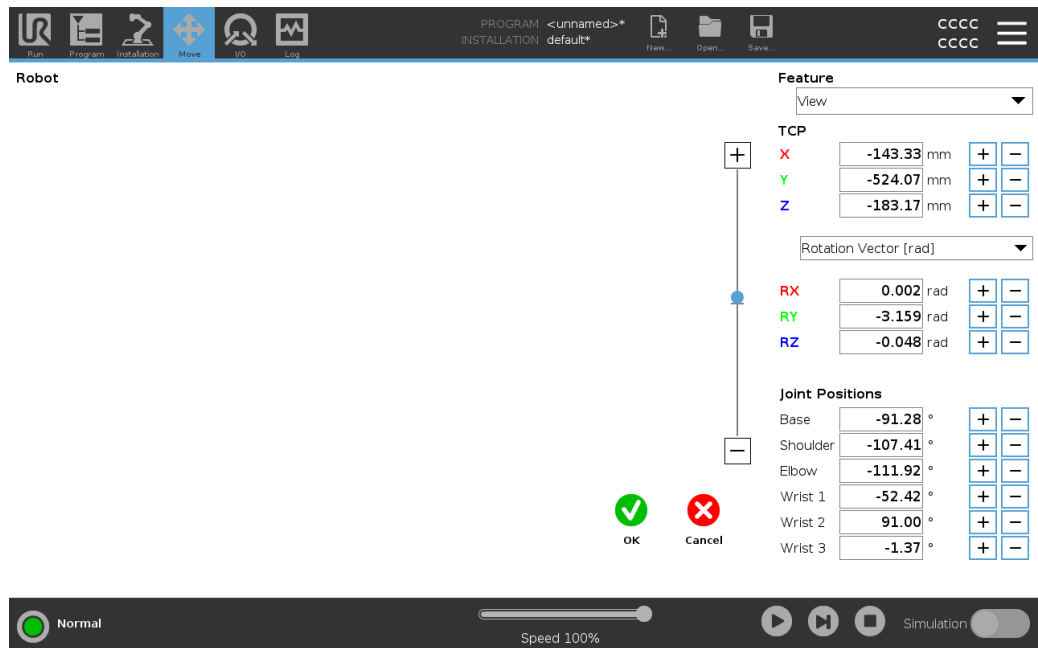 UR
PROGRAM <unnamed>*
INSTALLATION default*
Run Program Installation Move I/O Log
New... Open... Save...
CCCC
CCCC
Robot
Feature
View
TCP
X -143.33 mm + −
Y -524.07 mm + −
Z -183.17 mm + −
Rotation Vector [rad]
RX 0.002 rad + −
RY -3.159 rad + −
RZ -0.048 rad + −
Joint Positions
Base -91.28 ° + −
Shoulder -107.41 ° + −
Elbow -111.92 ° + −
Wrist 1 -52.42 ° + −
Wrist 2 91.00 ° + −
Wrist 3 -1.37 ° + −
+
−
OK Cancel
Normal
Speed 100%
Simulation